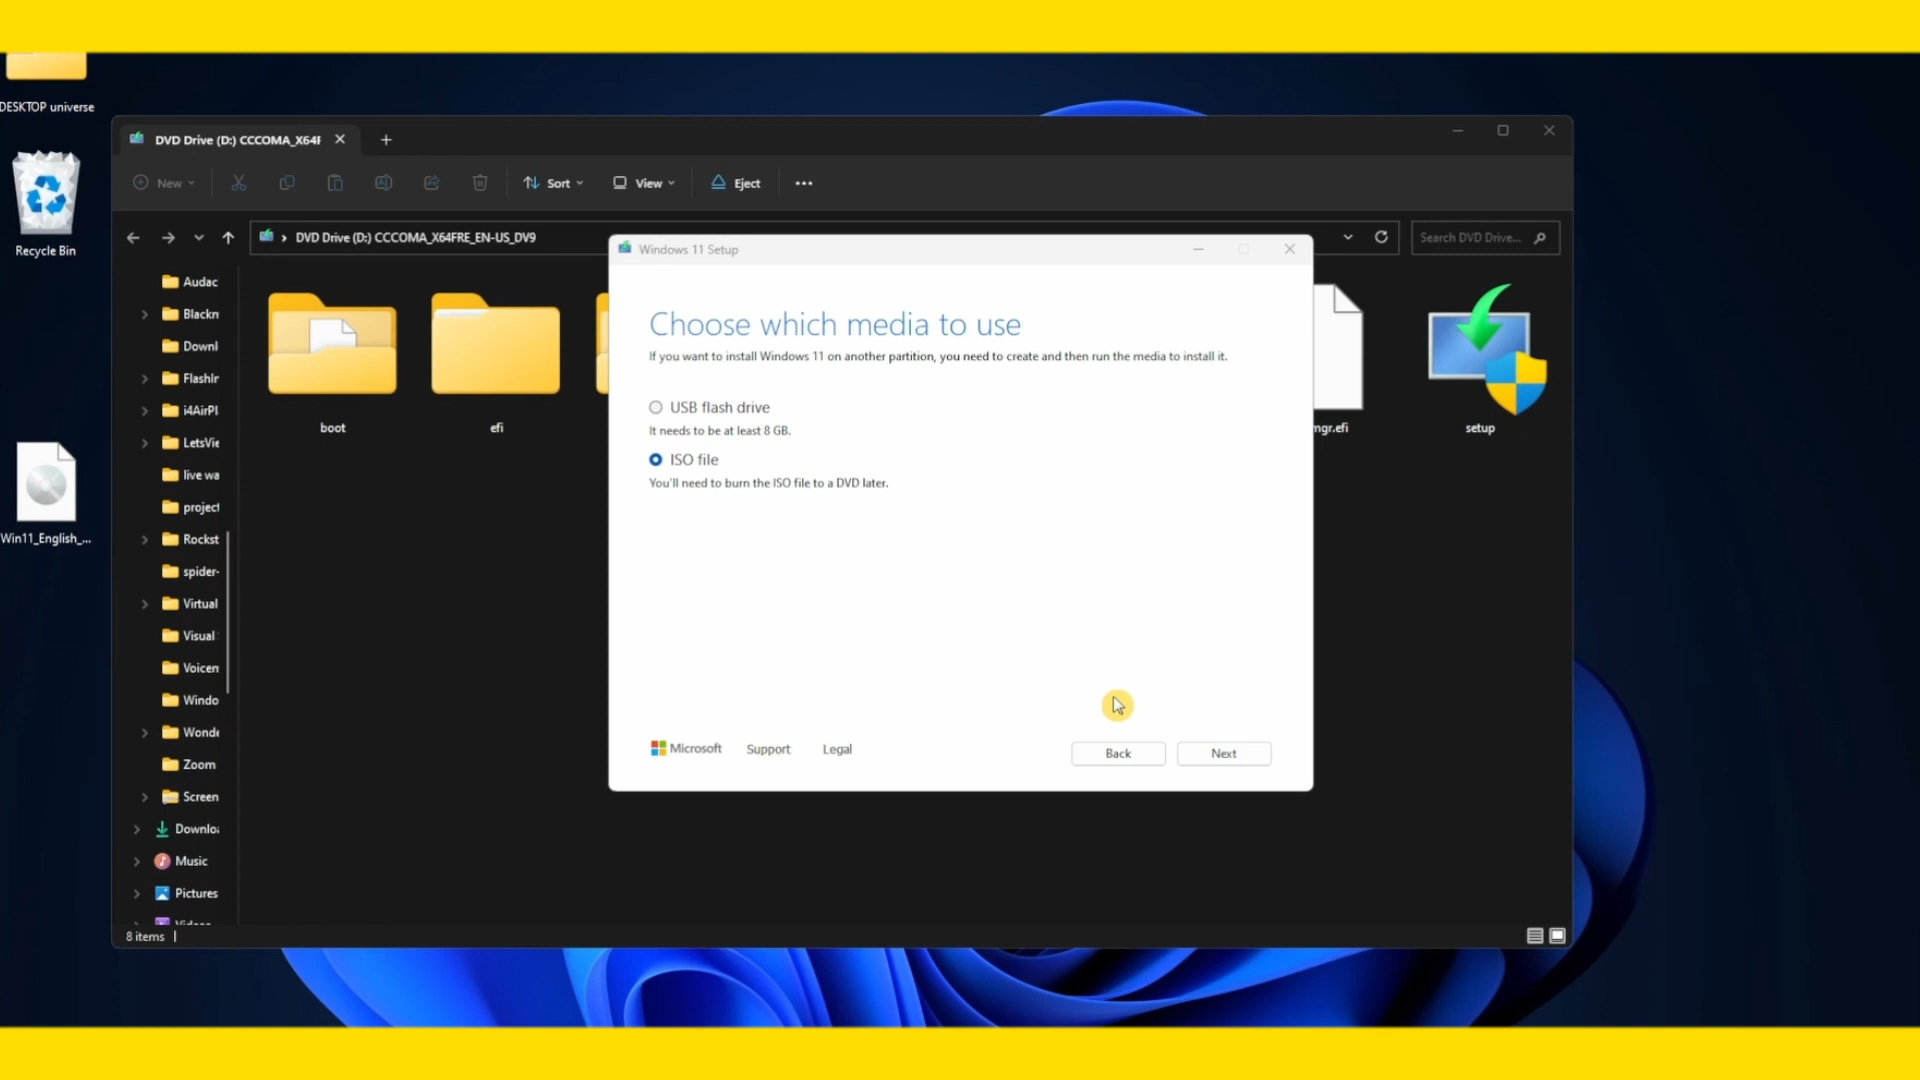 DESKTOP universe
Recycle Bin
Win11_English_...
DVD Drive (D:) CCCOMA_X64F
New
Sort
View
Eject
DVD Drive (D:) CCCOMA_X64FRE_EN-US_DV9
Search DVD Drive...
Audac
Blackm
Downl
FlashIn
i4AirPl
LetsVie
live wa
project
Rockst
spider-
Virtual
Visual
Voicem
Windo
Wonde
Zoom
Screen
Downloa
Music
Pictures
Videos
8 items
boot
efi
mgr.efi
setup
Windows 11 Setup
Choose which media to use
If you want to install Windows 11 on another partition, you need to create and then run the media to install it.
USB flash drive
It needs to be at least 8 GB.
ISO file
You'll need to burn the ISO file to a DVD later.
Microsoft
Support
Legal
Back
Next